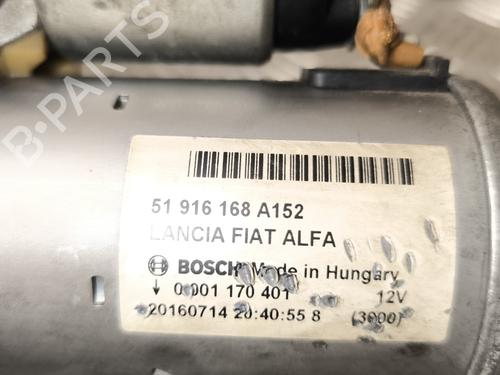 B-PARTS
51 916 168 A152
LANCIA FIAT ALFA
BOSCH Made in Hungary
0 001 170 401 12V
20160714 20:40:55 8 (3000)